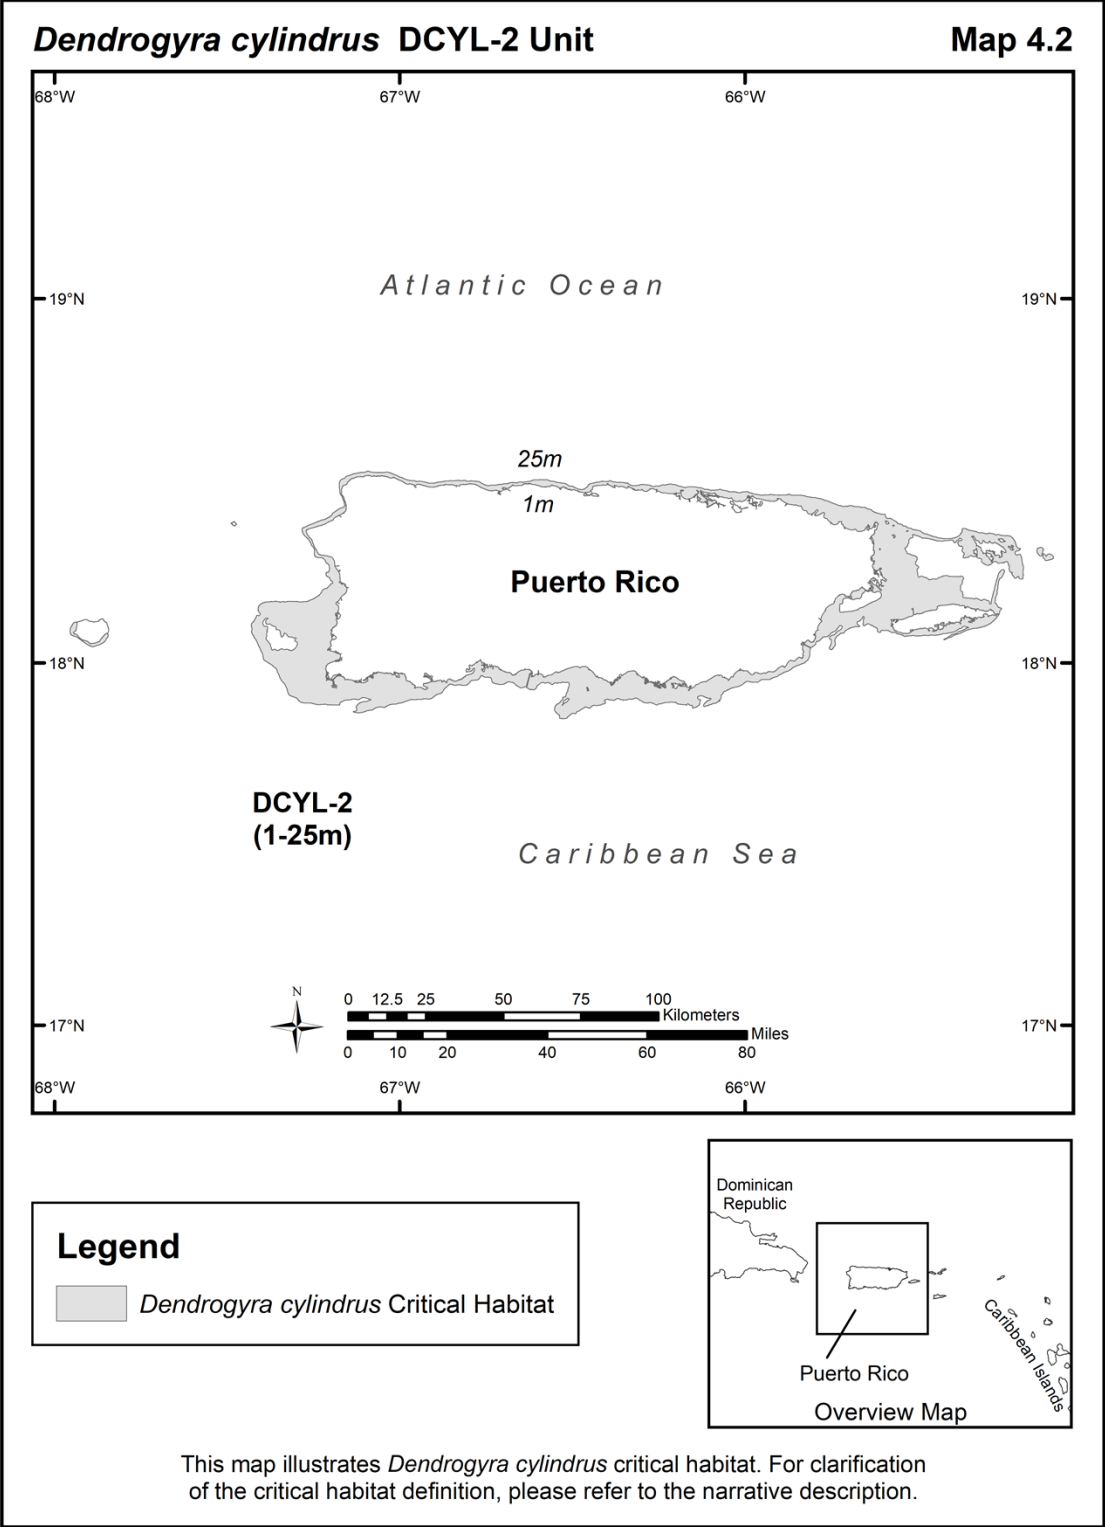 Dendrogyra cylindrus DCYL-2 Unit
Map 4.2
68°W
67°W
66°W
Atlantic Ocean
19°N
19°N
25m
1m
Puerto Rico
18°N
18°N
DCYL-2
(1-25m)
Caribbean Sea
N
0 12.5 25 50 75 100
Kilometers
Miles
0 10 20 40 60 80
17°N
17°N
68°W
67°W
66°W
Legend
Dendrogyra cylindrus Critical Habitat
Dominican
Republic
Caribbean Islands
Puerto Rico
Overview Map
This map illustrates Dendrogyra cylindrus critical habitat. For clarification
of the critical habitat definition, please refer to the narrative description.